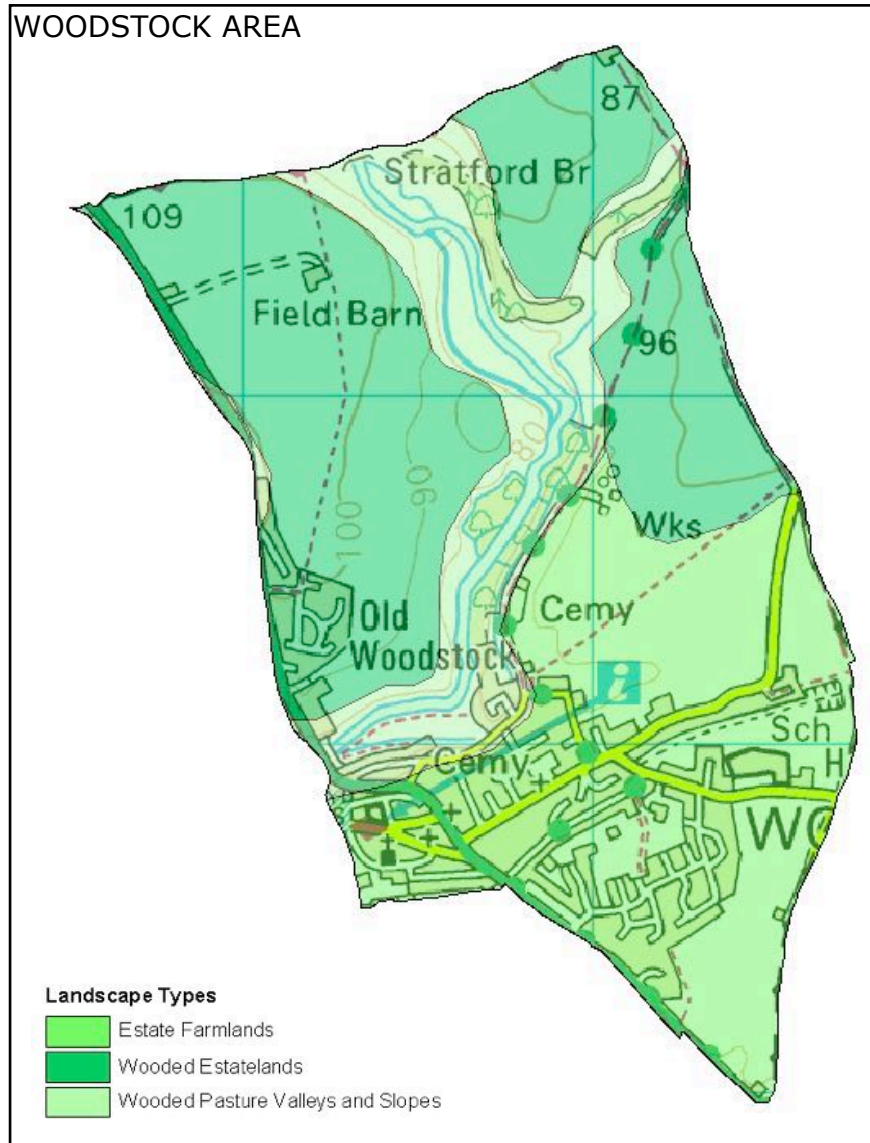 WOODSTOCK AREA
87
Stratford Br
109
Field Barn
96
80
90
100
Wks
Cemy
Old
Woodstock
i
Sch
H
Cemy
WO
Landscape Types
Estate Farmlands
Wooded Estatelands
Wooded Pasture Valleys and Slopes